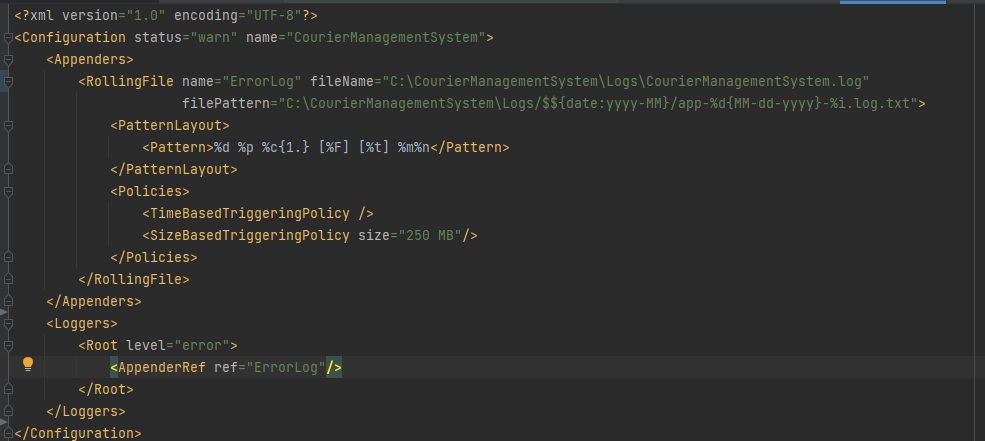 <?xml version="1.0" encoding="UTF-8"?>
<Configuration status="warn" name="CourierManagementSystem">
    <Appenders>
        <RollingFile name="ErrorLog" fileName="C:\CourierManagementSystem\Logs\CourierManagementSystem.log"
                     filePattern="C:\CourierManagementSystem\Logs/$${date:yyyy-MM}/app-%d{MM-dd-yyyy}-%i.log.txt">
            <PatternLayout>
                <Pattern>%d %p %c{1.} [%F] [%t] %m%n</Pattern>
            </PatternLayout>
            <Policies>
                <TimeBasedTriggeringPolicy />
                <SizeBasedTriggeringPolicy size="250 MB"/>
            </Policies>
        </RollingFile>
    </Appenders>
    <Loggers>
        <Root level="error">
            <AppenderRef ref="ErrorLog"/>
        </Root>
    </Loggers>
</Configuration>